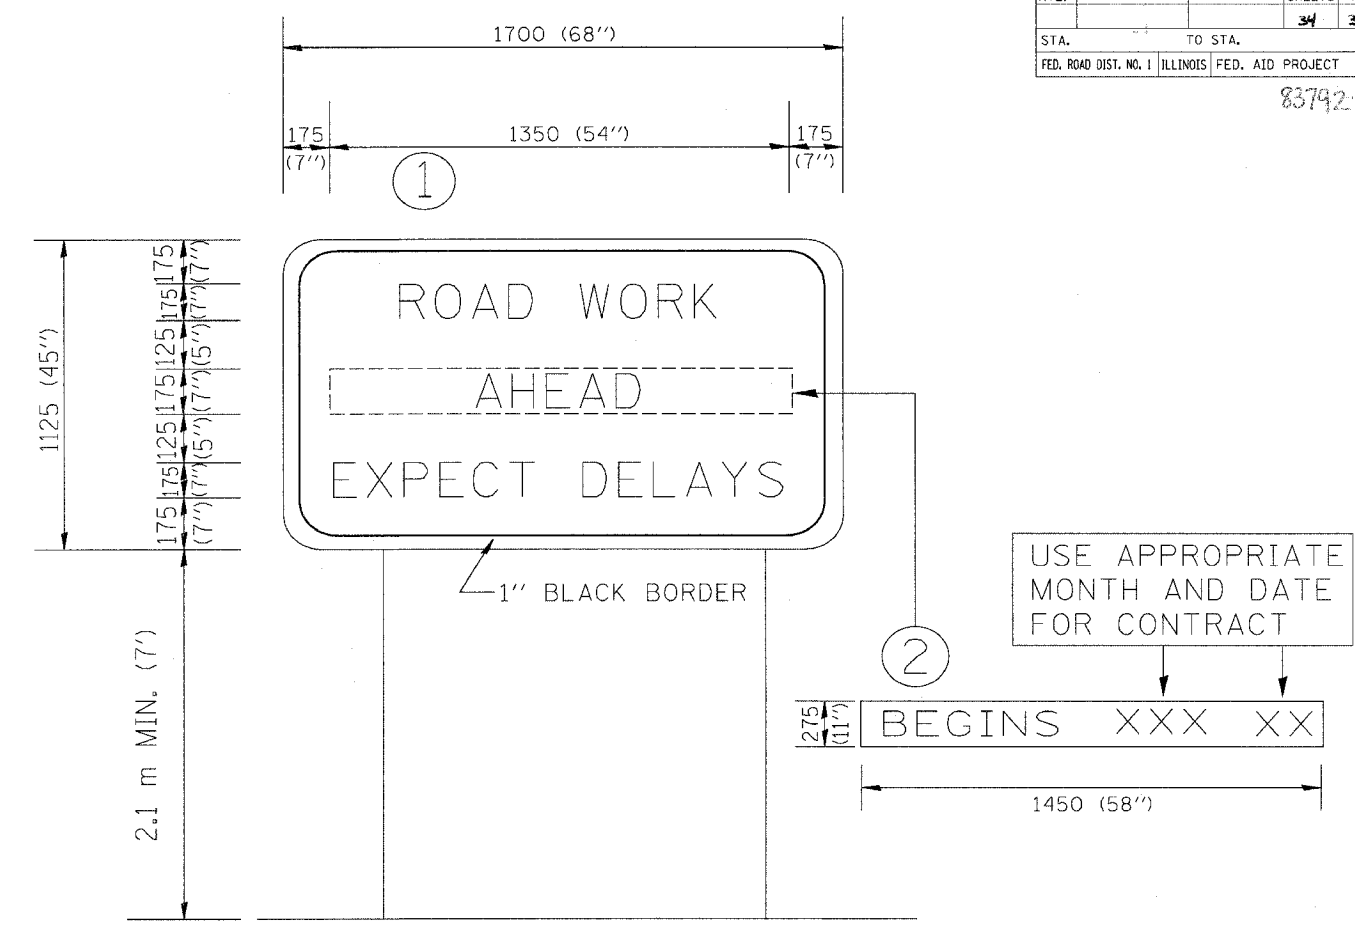 34
STA. TO STA.
FED. ROAD DIST. NO. 1 ILLINOIS FED. AID PROJECT
83792
1700 (68'')
175 1350 (54'') 175
(7'') (7'')
1
1125 (45'')
175 (7'')
175 (7'')
125 (5'')
175 (7'')
125 (5'')
175 (7'')
175 (7'')
ROAD WORK
AHEAD
EXPECT DELAYS
1'' BLACK BORDER
2.1 m MIN. (7')
2
USE APPROPRIATE
MONTH AND DATE
FOR CONTRACT
275 (11'')
BEGINS XXX XX
1450 (58'')